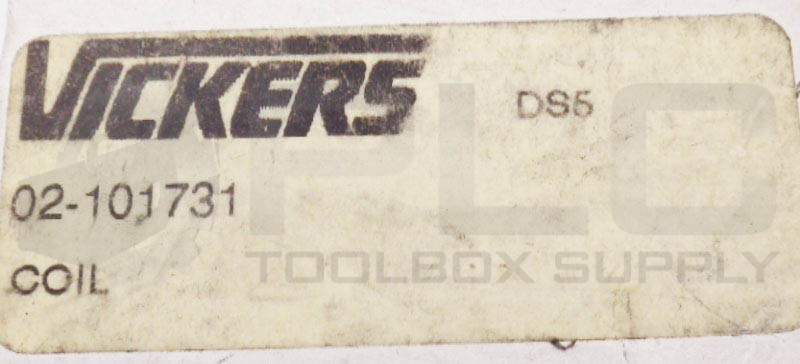 VICKERS
DS5
02-101731
COIL
PLC
TOOLBOX SUPPLY